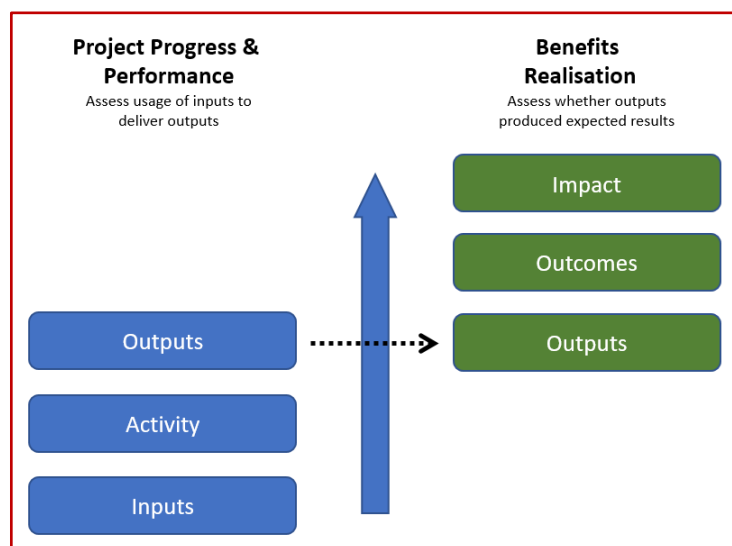 Project Progress &
Performance
Assess usage of inputs to
deliver outputs
Outputs
Activity
Inputs
Benefits
Realisation
Assess whether outputs
produced expected results
Impact
Outcomes
Outputs